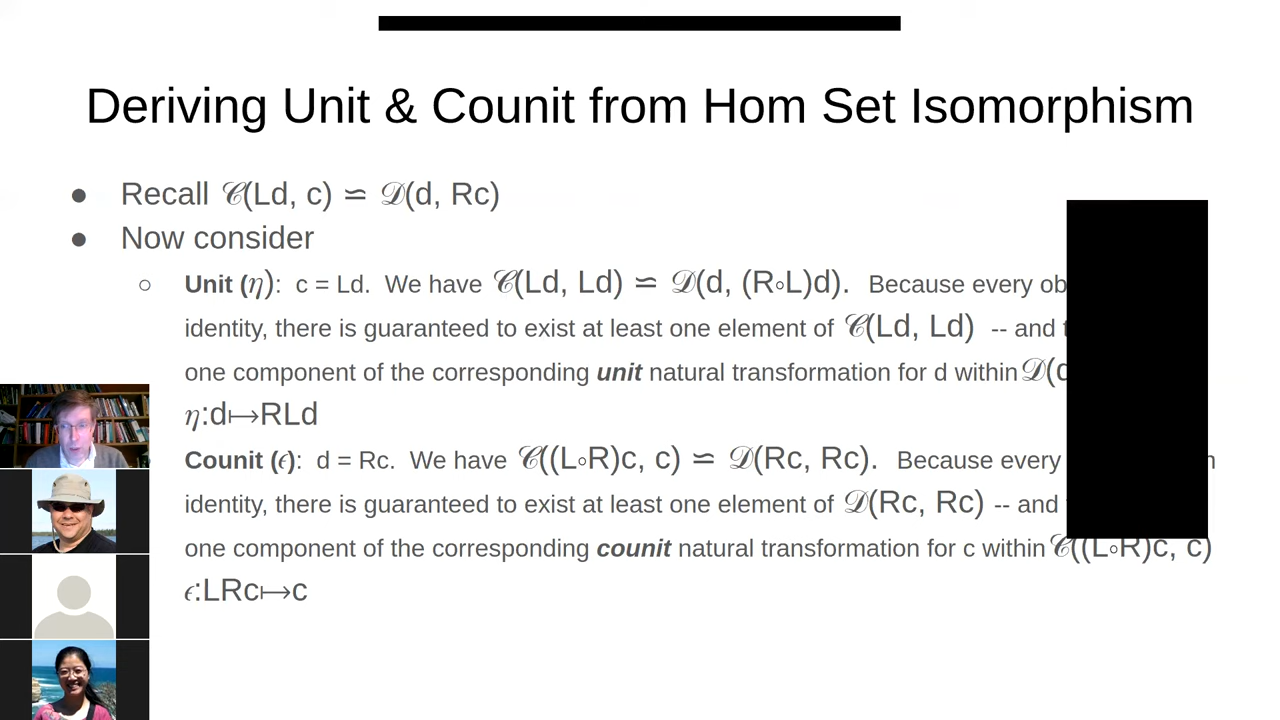 Deriving Unit & Counit from Hom Set Isomorphism
● Recall 𝒞(Ld, c) ⋍ 𝒟(d, Rc)
● Now consider
○ Unit (η): c = Ld. We have 𝒞(Ld, Ld) ⋍ 𝒟(d, (R∘L)d). Because every
identity, there is guaranteed to exist at least one element of 𝒞(Ld, Ld) -- and
one component of the corresponding unit natural transformation for d within 𝒟(
η:d⟼RLd
Counit (ϵ): d = Rc. We have 𝒞((L∘R)c, c) ⋍ 𝒟(Rc, Rc). Because every
identity, there is guaranteed to exist at least one element of 𝒟(Rc, Rc) -- and
one component of the corresponding counit natural transformation for c within 𝒞((L∘R)c, c)
ϵ:LRc⟼c